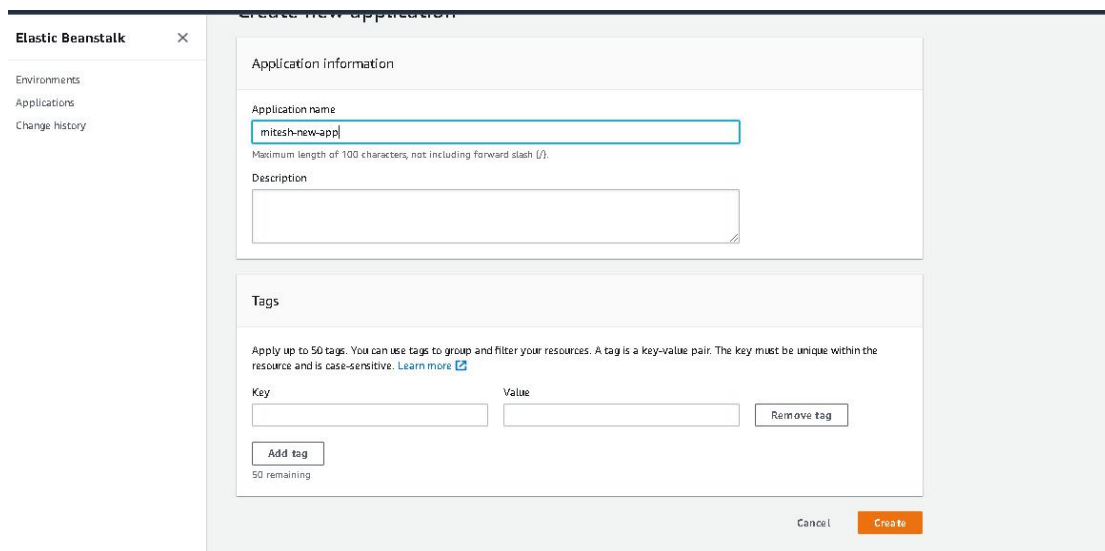 Create new application
Elastic Beanstalk
Environments
Applications
Change history
Application information
Application name
mitesh-new-app
Maximum length of 100 characters, not including forward slash (/).
Description
Tags
Apply up to 50 tags. You can use tags to group and filter your resources. A tag is a key-value pair. The key must be unique within the
resource and is case-sensitive. Learn more
Key Value
Remove tag
Add tag
50 remaining
Cancel Create